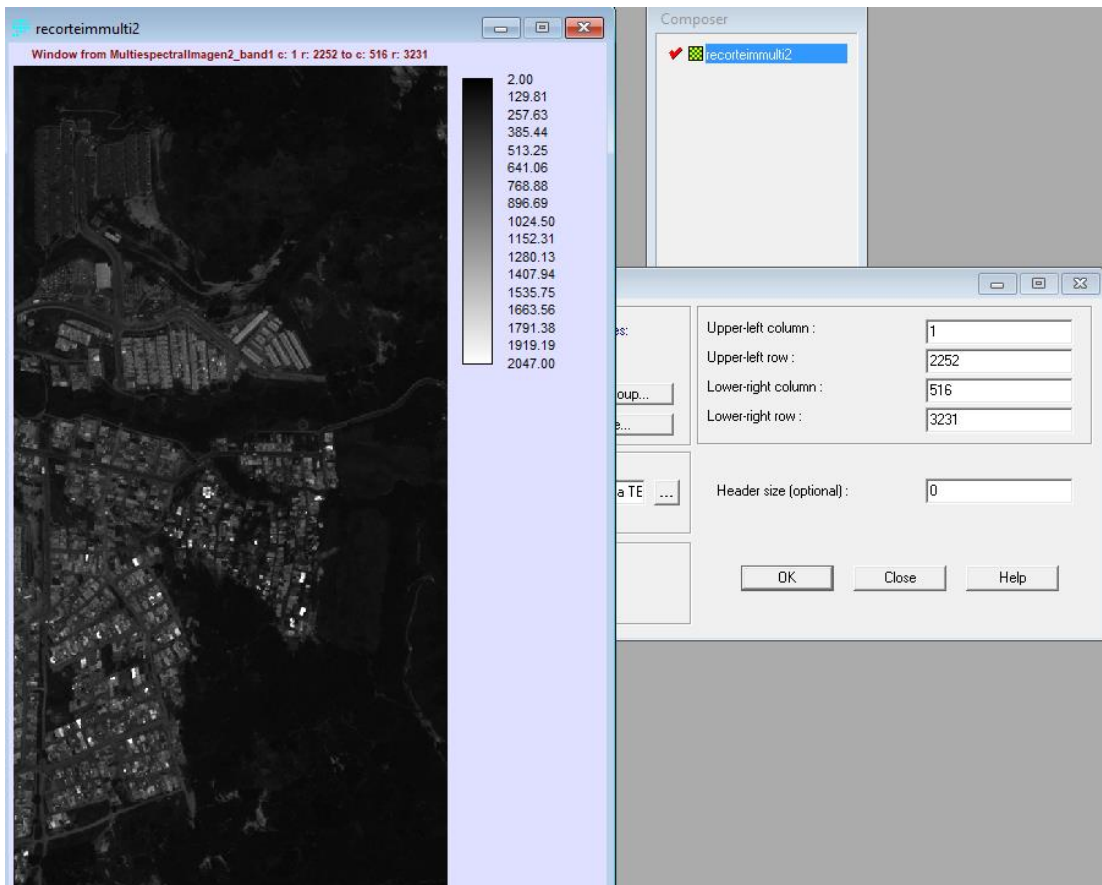 recorteimmulti2
Window from MultiespectralImagen2_band1 c: 1 r: 2252 to c: 516 r: 3231
2.00
129.81
257.63
385.44
513.25
641.06
768.88
896.69
1024.50
1152.31
1280.13
1407.94
1535.75
1663.56
1791.38
1919.19
2047.00
Composer
recorteimmulti2
es:
oup...
e...
a TE ...
Upper-left column : 1
Upper-left row : 2252
Lower-right column : 516
Lower-right row : 3231
Header size (optional) : 0
OK Close Help